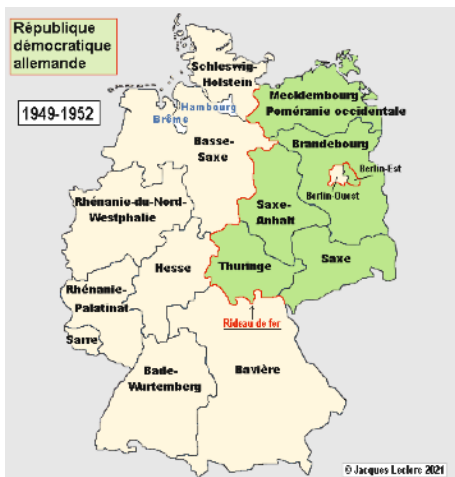 République
démocratique
allemande
1949-1952
Schleswig-
Holstein
Hambourg
Brême
Mecklembourg
Poméranie occidentale
Basse-
Saxe
Brandebourg
Berlin-Est
Berlin-Ouest
Rhénanie-du-Nord-
Westphalie
Saxe-
Anhalt
Hesse
Thuringe
Saxe
Rhénanie-
Palatinat
Rideau de fer
Sarre
Bade-
Wurtemberg
Bavière
© Jacques Leclerc 2021